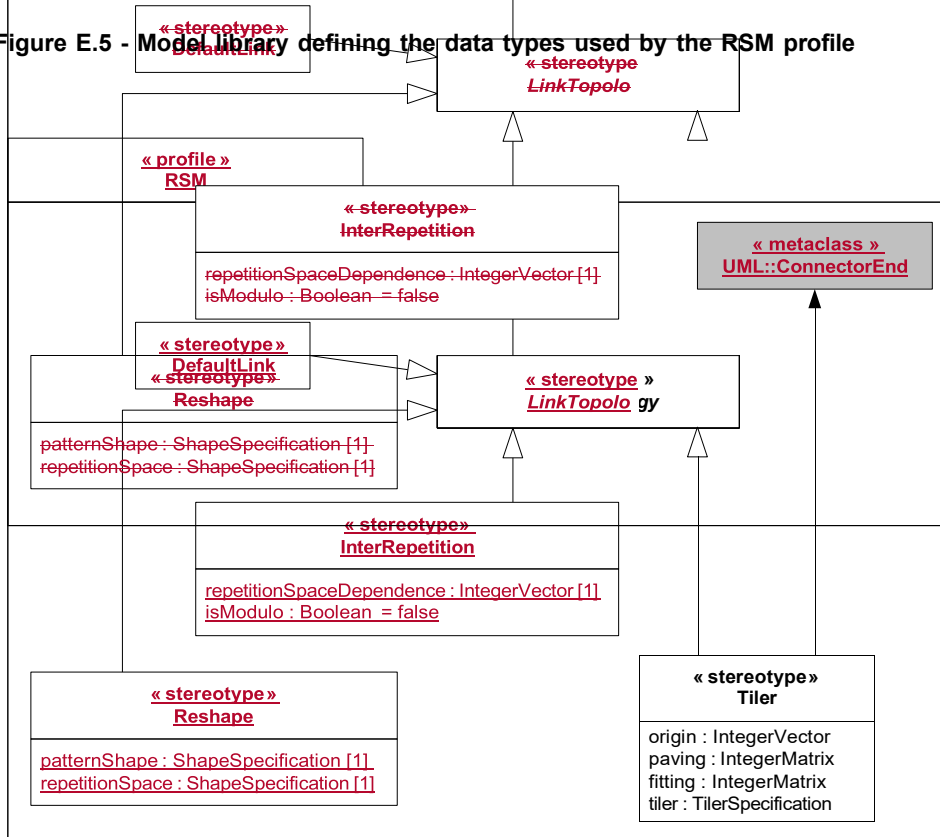 « stereotype»
Figure E.5 - Model library defining the data types used by the RSM profile
DefaultLink
« stereotype
LinkTopolo
« profile »
RSM
« stereotype»
InterRepetition
repetitionSpaceDependence : IntegerVector [1]
isModulo : Boolean = false
« metaclass »
UML::ConnectorEnd
« stereotype»
DefaultLink
« stereotype»
Reshape
patternShape : ShapeSpecification [1]
repetitionSpace : ShapeSpecification [1]
« stereotype »
LinkTopolo gy
« stereotype»
InterRepetition
repetitionSpaceDependence : IntegerVector [1]
isModulo : Boolean = false
« stereotype»
Reshape
patternShape : ShapeSpecification [1]
repetitionSpace : ShapeSpecification [1]
« stereotype»
Tiler
origin : IntegerVector
paving : IntegerMatrix
fitting : IntegerMatrix
tiler : TilerSpecification